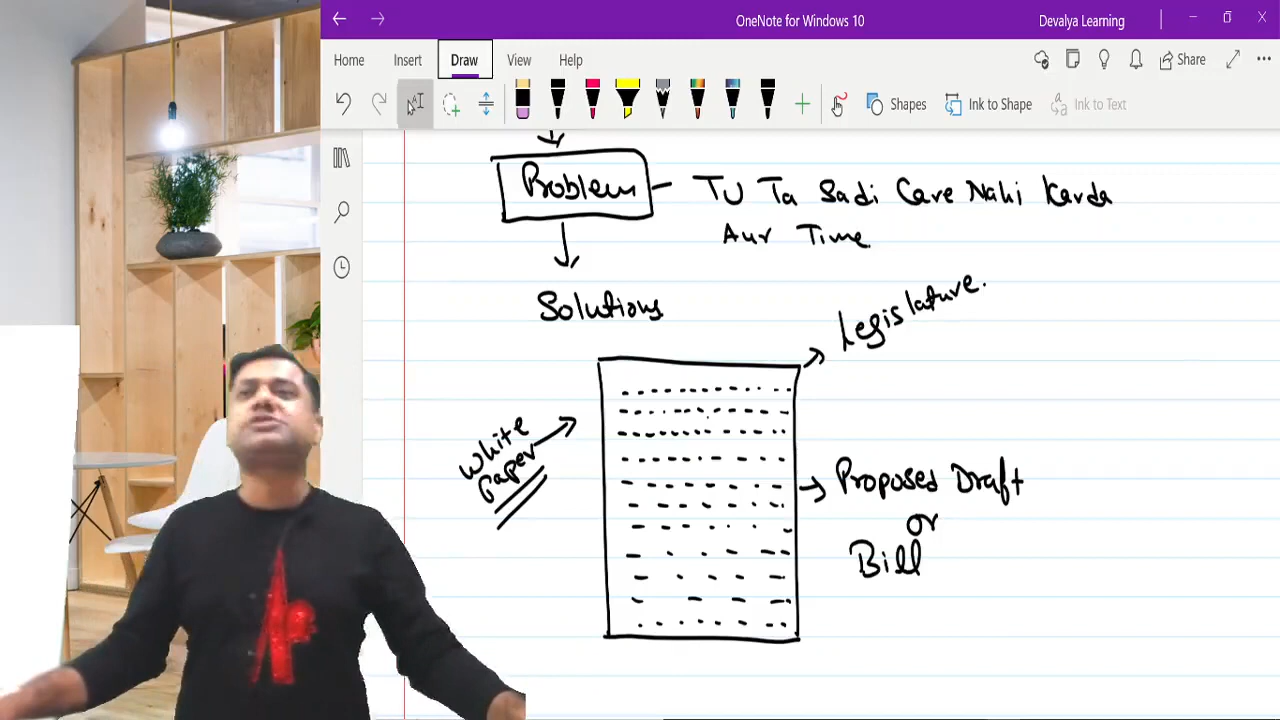 OneNote for Windows 10
Devalya Learning
Home Insert Draw View Help
Share
Shapes
Ink to Shape
Ink to Text
Problem - TU Ta Sadi Care Nahi Karda
Aur Time
Solutions
Legislature.
White
Paper
Proposed Draft
or
Bill